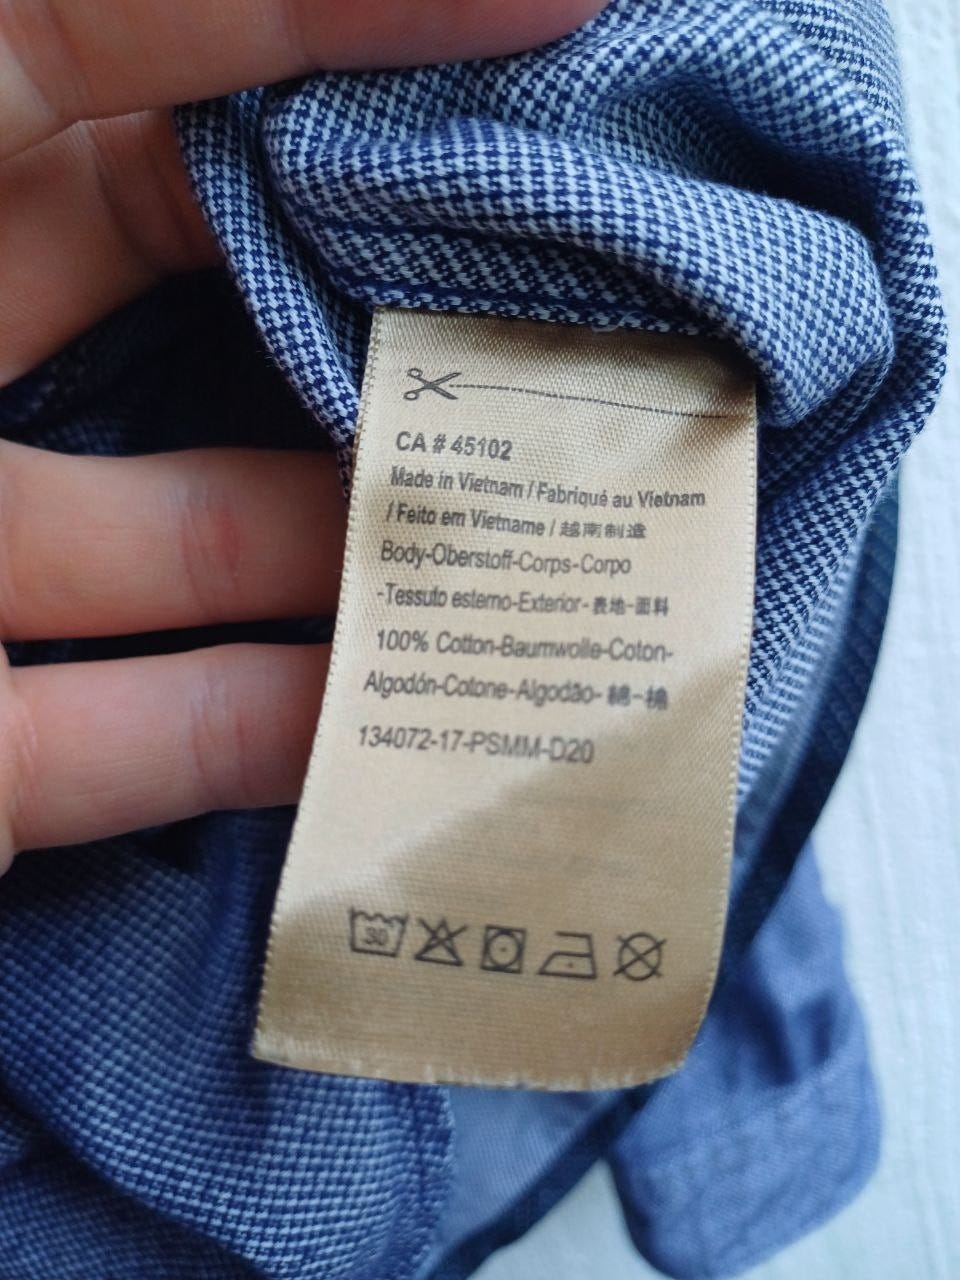 CA # 45102
Made in Vietnam / Fabriqué au Vietnam
/ Feito em Vietname / 越南制造
Body-Oberstoff-Corps-Corpo
-Tessuto esterno-Exterior-表地-面料
100% Cotton-Baumwolle-Coton-
Algodón-Cotone-Algodão-綿-棉
134072-17-PSMM-D20
30